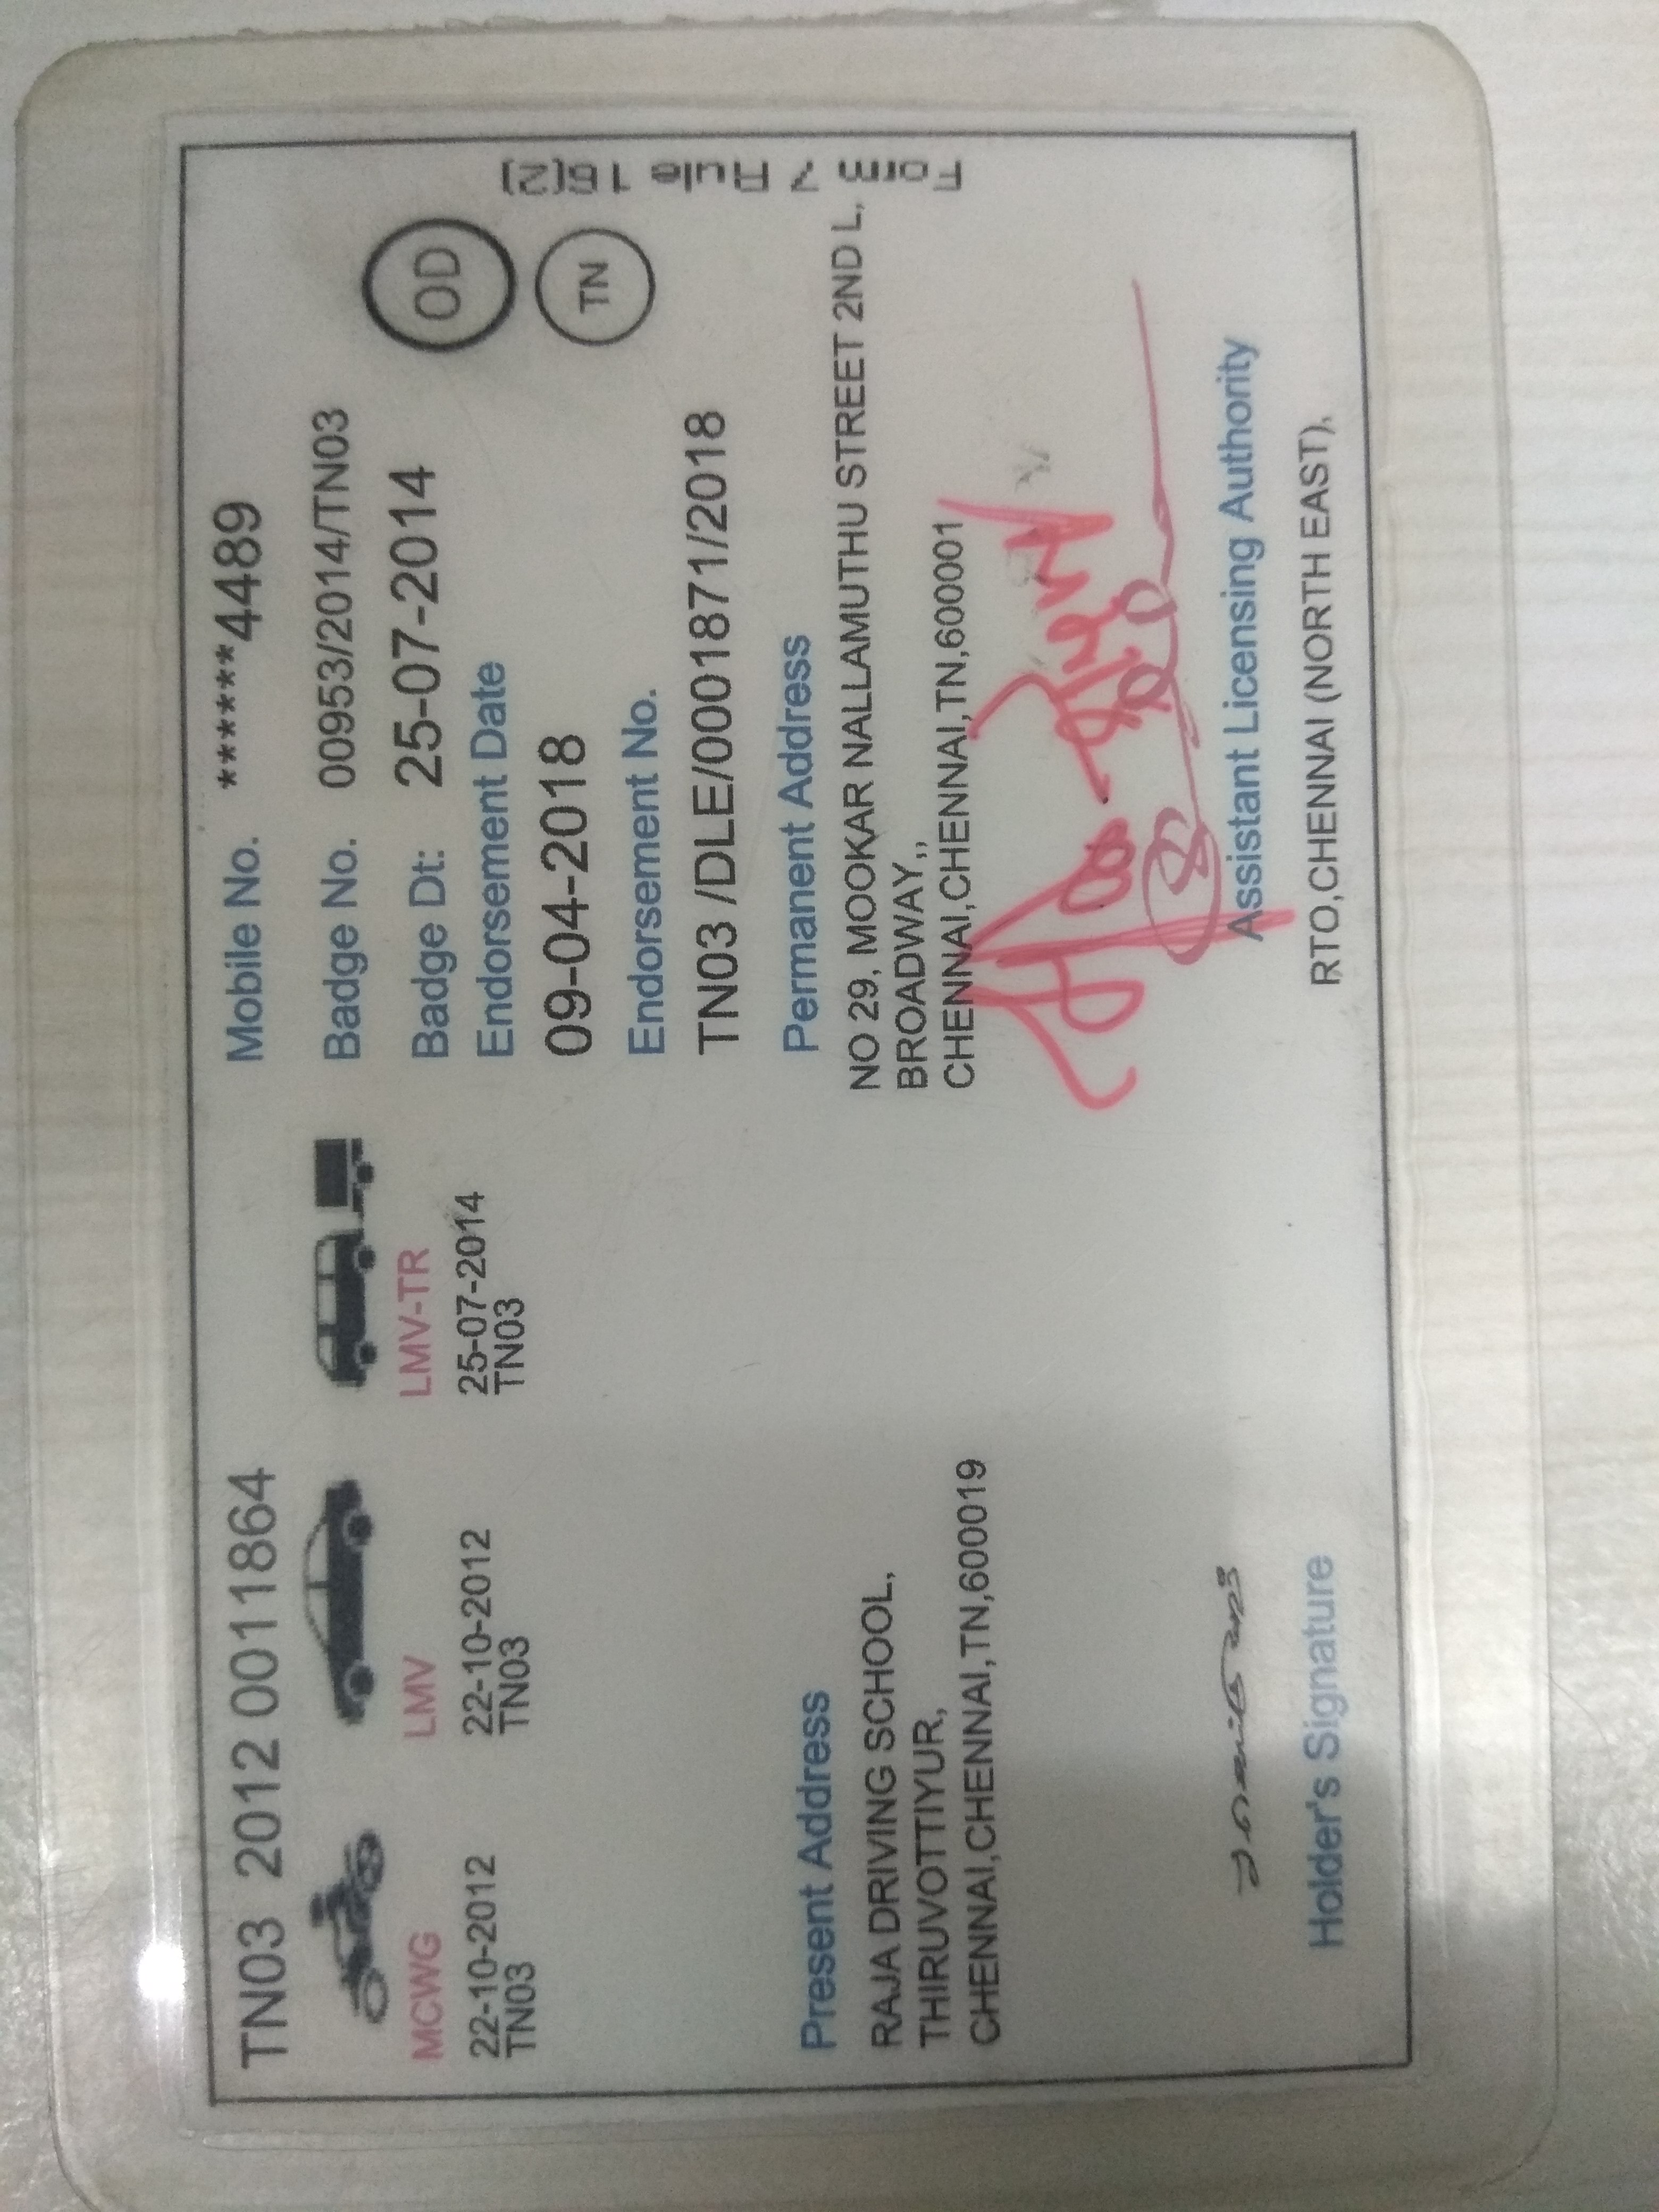 TN03 2012 0011864
MCWG
22-10-2012
TN03
LMV
22-10-2012
TN03
LMV-TR
25-07-2014
TN03
Mobile No. ******4489
Badge No. 00953/2014/TN03
Badge Dt: 25-07-2014
Endorsement Date
09-04-2018
Endorsement No.
TN03 /DLE/0001871/2018
OD
TN
Form 7 Rule 16(2)
Present Address
RAJA DRIVING SCHOOL,
THIRUVOTTIYUR,
CHENNAI,CHENNAI,TN,600019
Permanent Address
NO 29, MOOKAR NALLAMUTHU STREET 2ND L,
BROADWAY,,
CHENNAI,CHENNAI,TN,600001
Holder's Signature
Assistant Licensing Authority
RTO,CHENNAI (NORTH EAST),